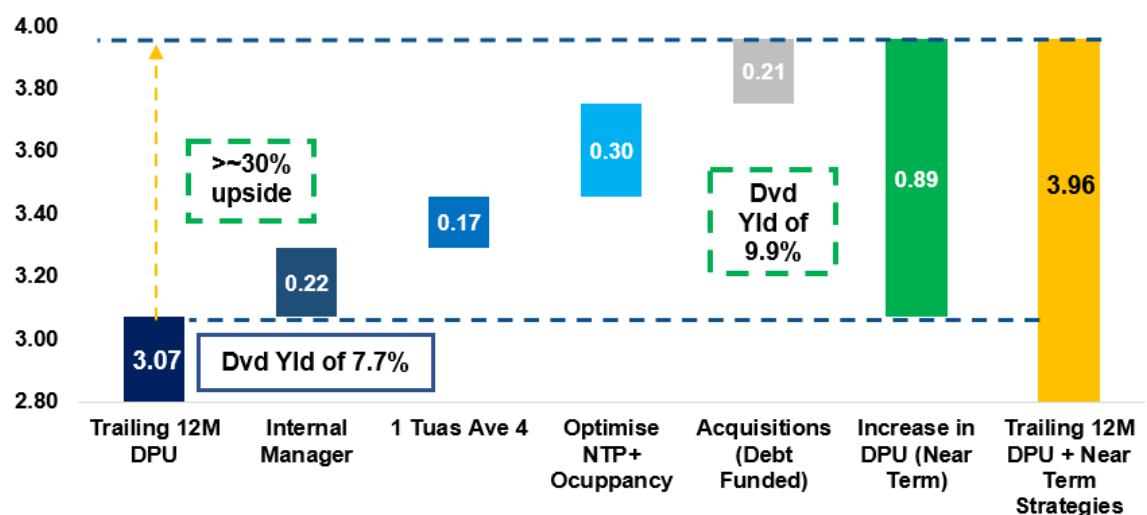 4.00
3.80
3.60
3.40
3.20
3.00
2.80
>~30%
upside
Dvd Yld of 7.7%
Dvd
Yld of
9.9%
3.07
0.22
0.17
0.30
0.21
0.89
3.96
Trailing 12M
DPU
Internal
Manager
1 Tuas Ave 4
Optimise
NTP+
Ocuppancy
Acquisitions
(Debt
Funded)
Increase in
DPU (Near
Term)
Trailing 12M
DPU + Near
Term
Strategies